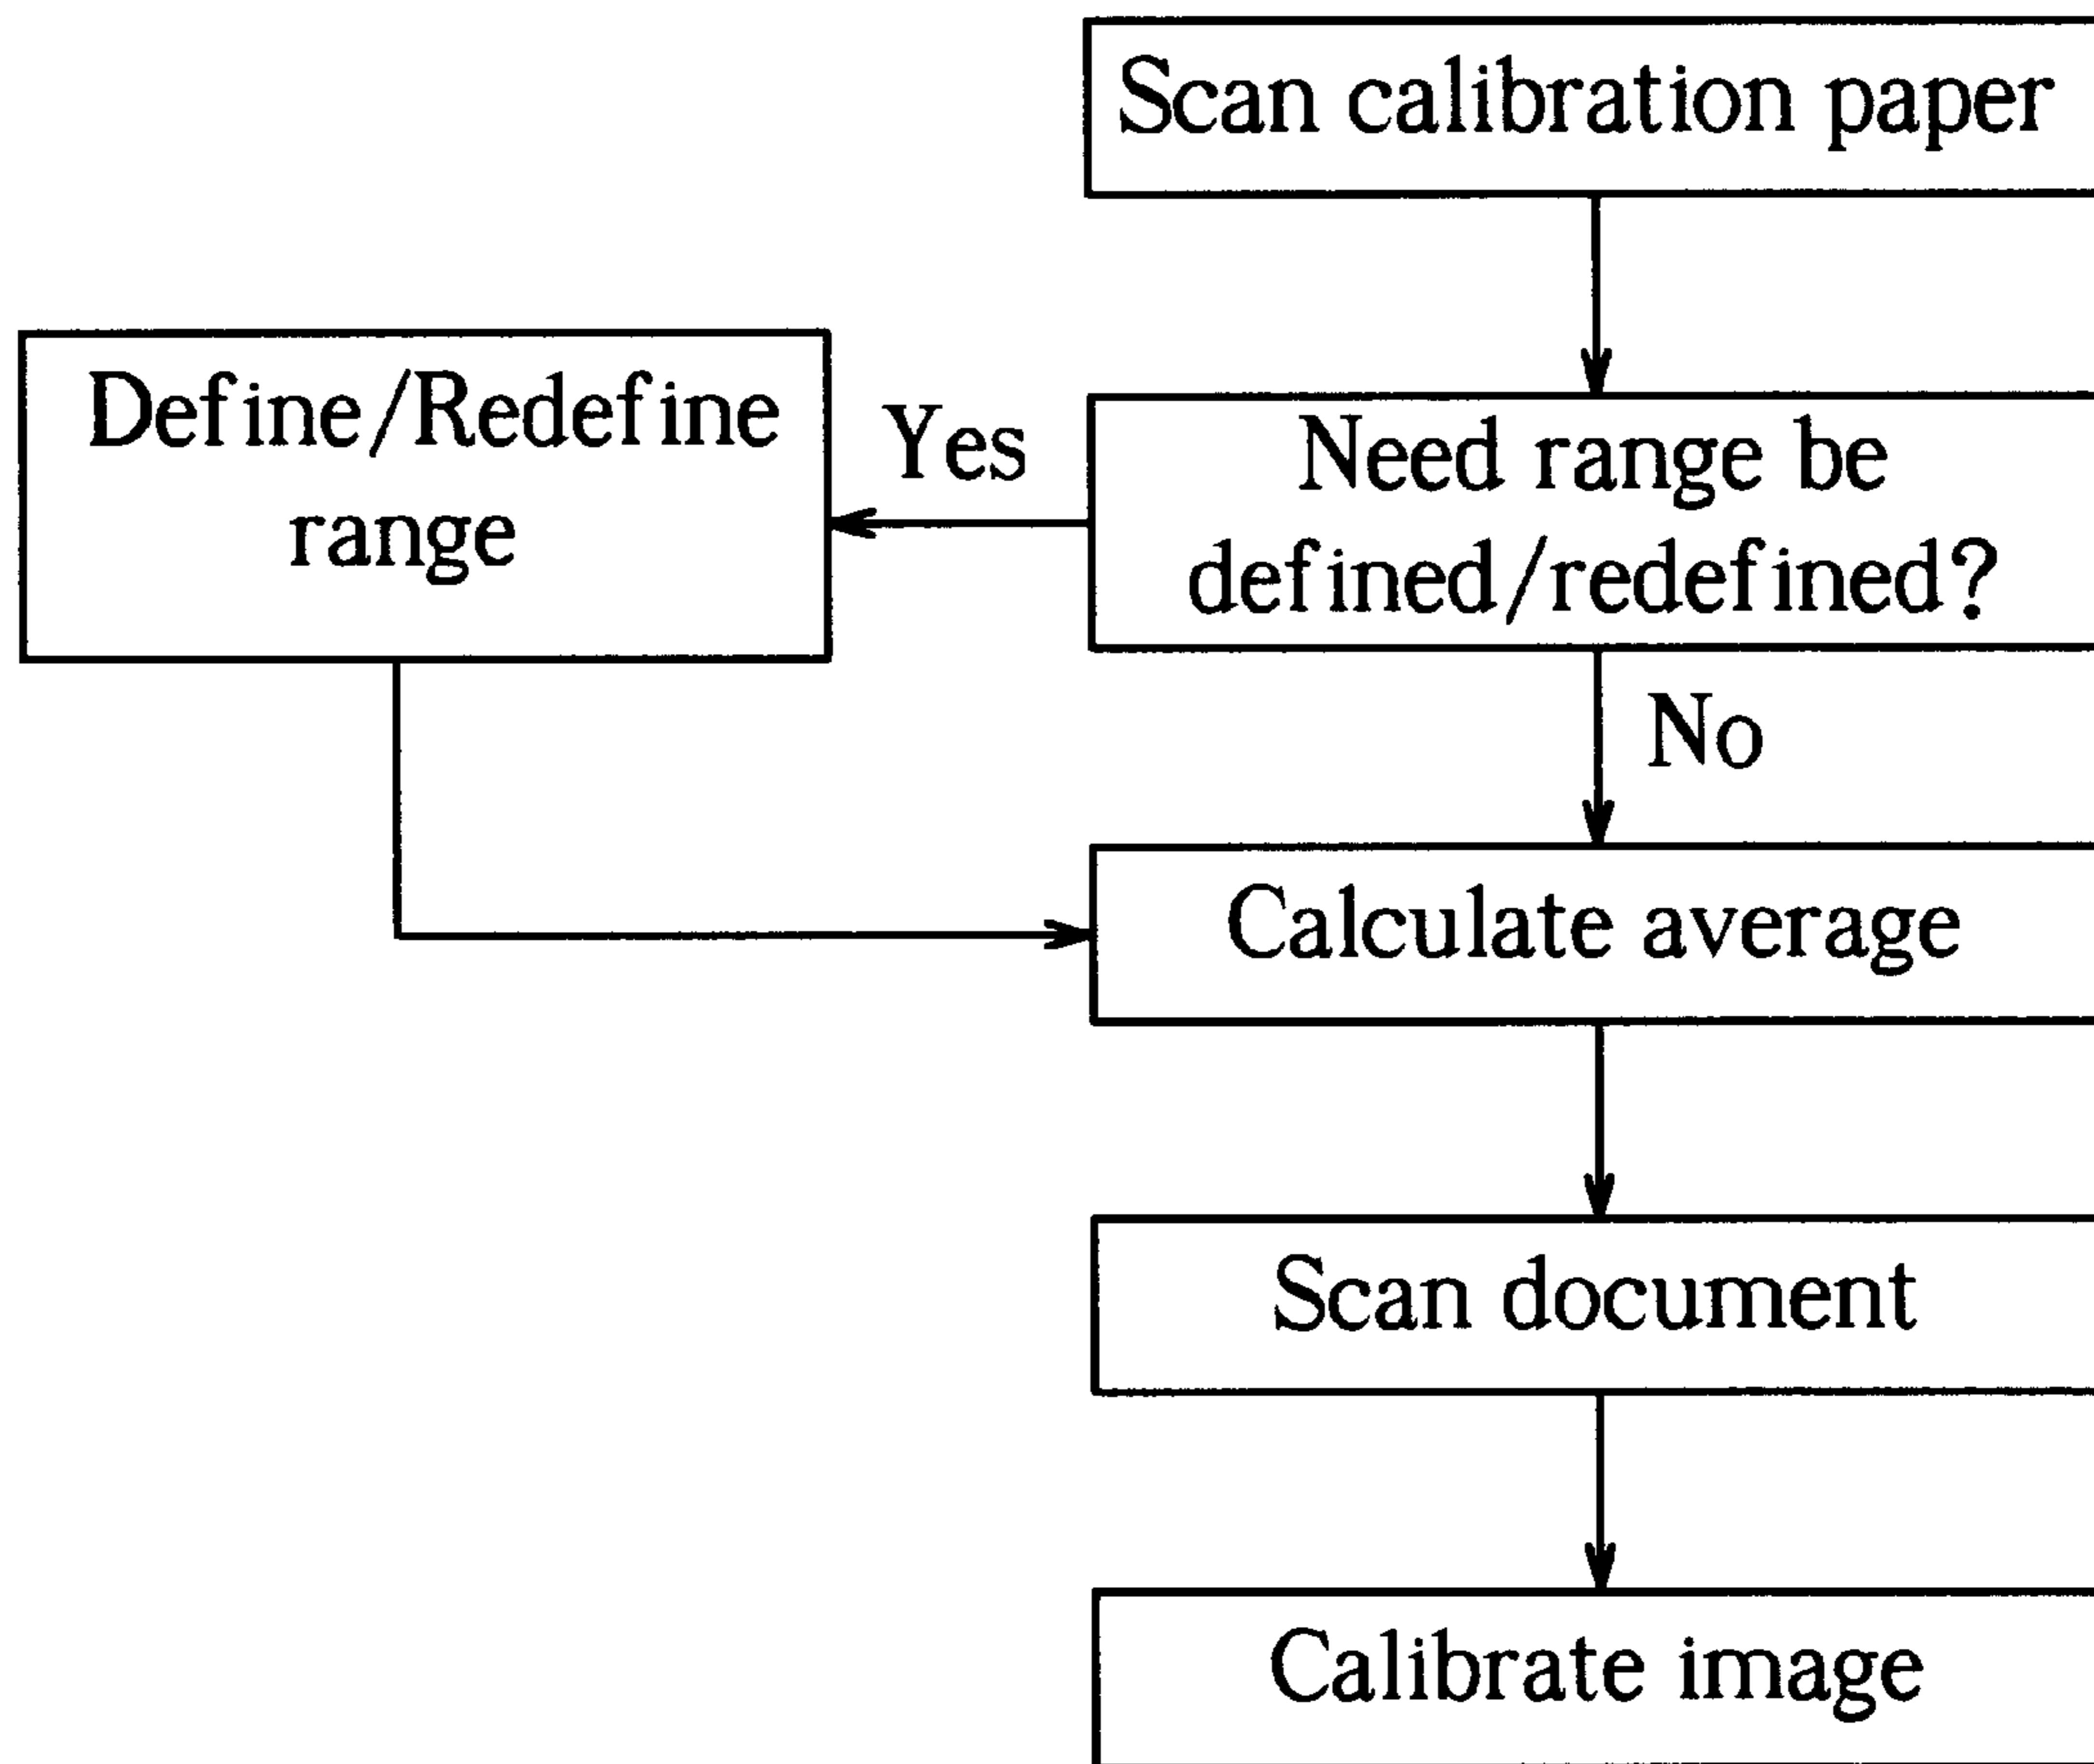 Scan calibration paper
Define/Redefine
range
Yes
Need range be
defined/redefined?
No
Calculate average
Scan document
Calibrate image